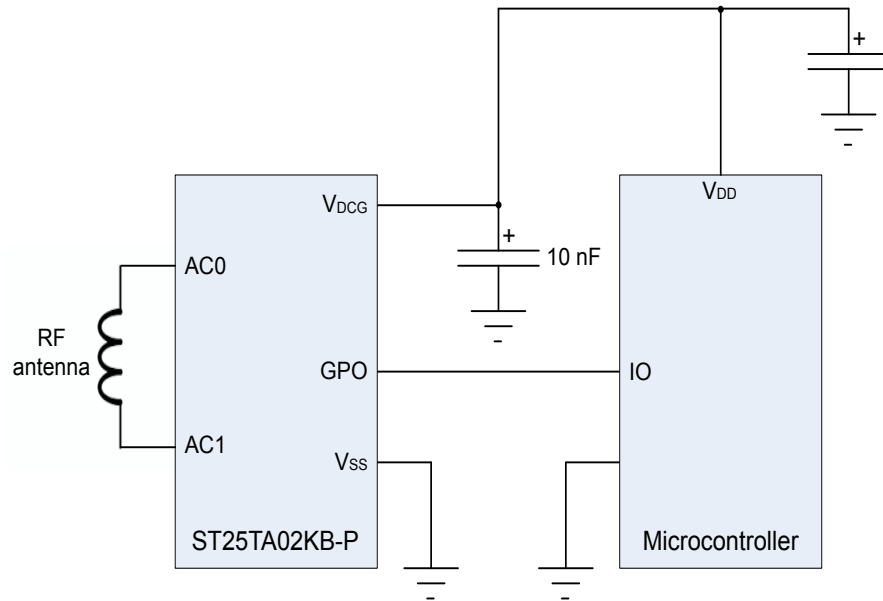 +
VDCG
VDD
+
10 nF
AC0
RF
antenna
GPO
IO
AC1
VSS
ST25TA02KB-P
Microcontroller